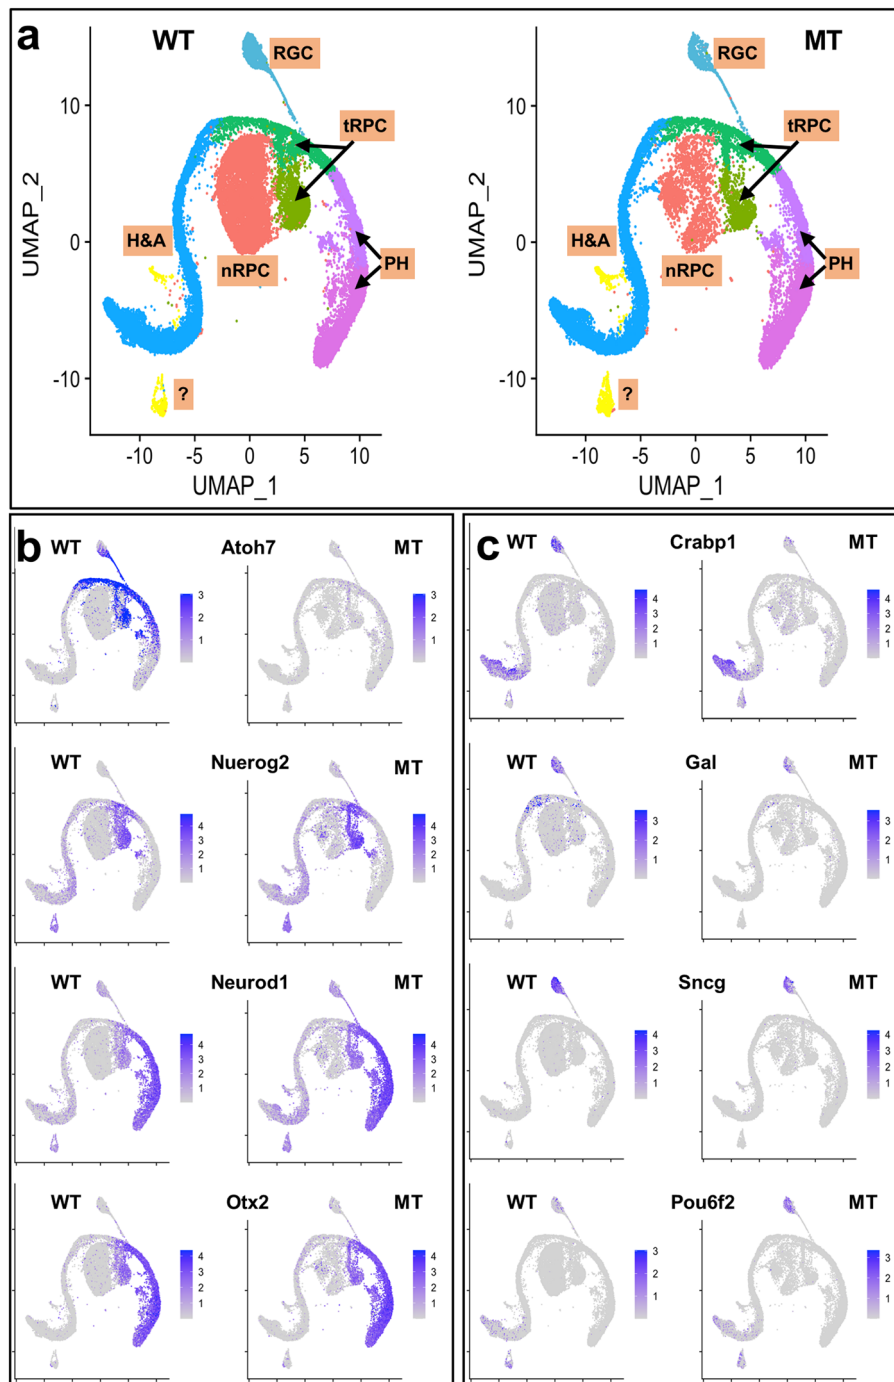 a
WT
MT
RGC
RGC
tRPC
tRPC
H&A
nRPC
PH
H&A
nRPC
PH
?
?
UMAP_2
10
0
-10
-10
-5
0
5
10
UMAP_1
UMAP_2
10
0
-10
-10
-5
0
5
10
UMAP_1
b
WT
Atoh7
MT
3
2
1
3
2
1
WT
Nuerog2
MT
4
3
2
1
4
3
2
1
WT
Neurod1
MT
4
3
2
1
4
3
2
1
WT
Otx2
MT
4
3
2
1
4
3
2
1
c
WT
Crabp1
MT
4
3
2
1
4
3
2
1
WT
Gal
MT
3
2
1
3
2
1
WT
Sncg
MT
4
3
2
1
4
3
2
1
WT
Pou6f2
MT
3
2
1
3
2
1